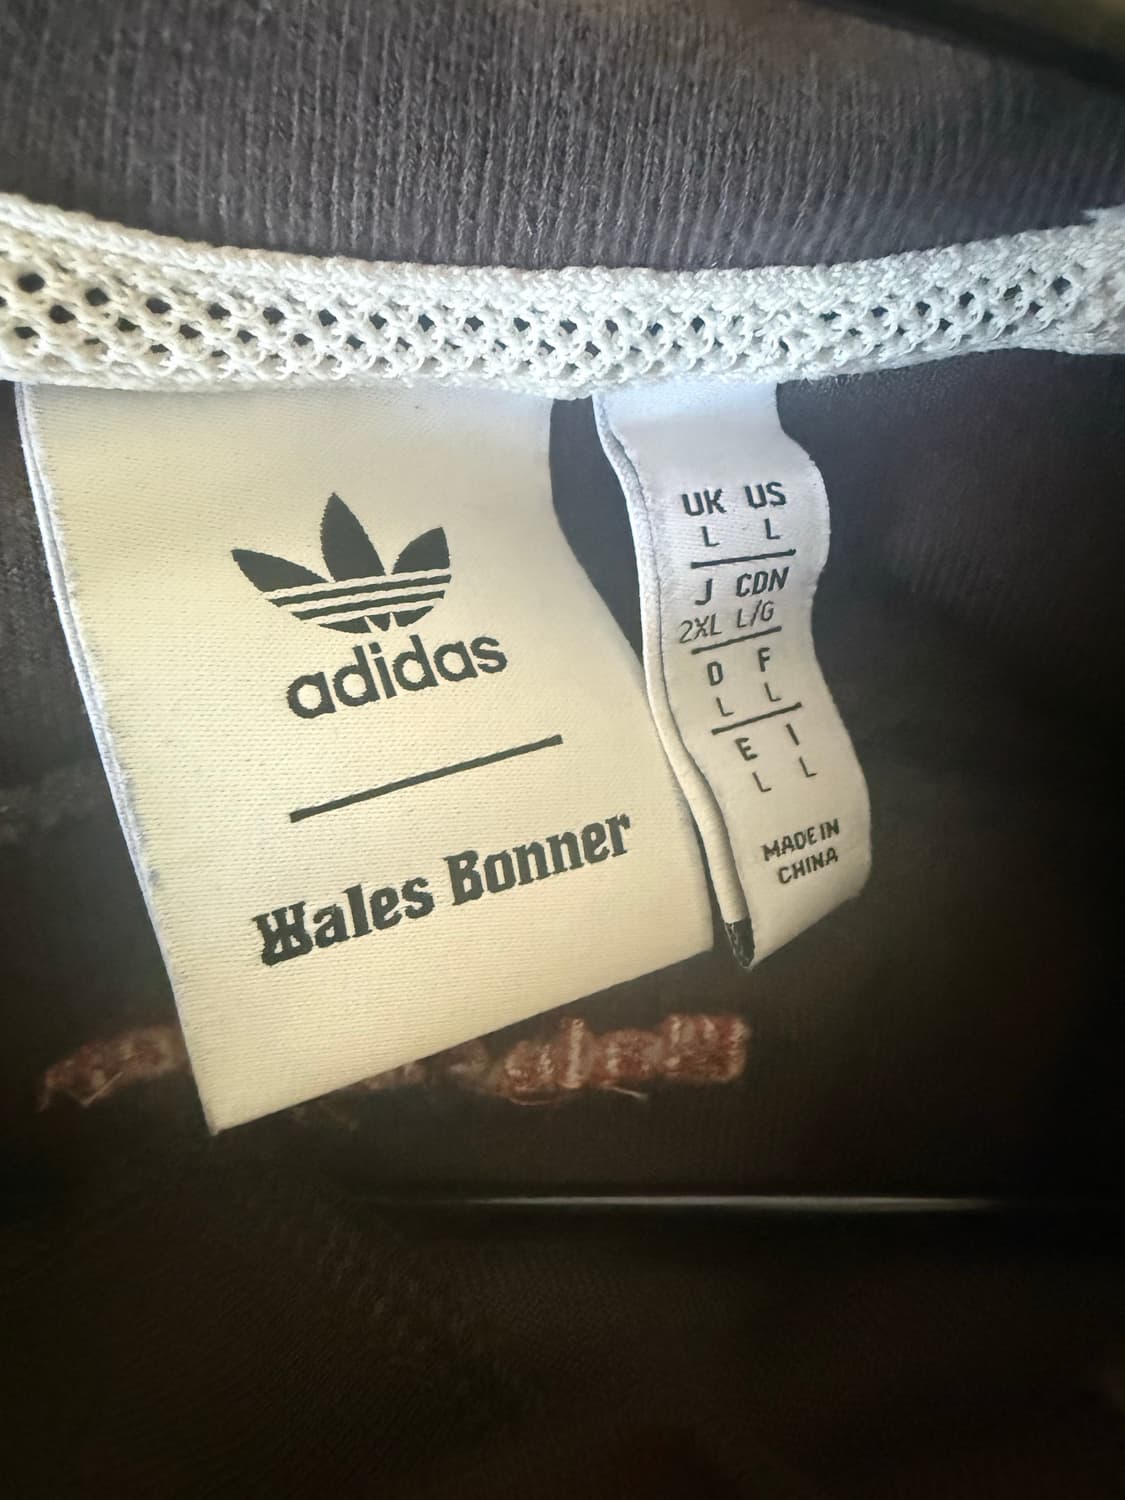 adidas
Wales Bonner
UK US
L L
J CDN
2XL L/G
D F
L L
E I
L L
MADE IN
CHINA